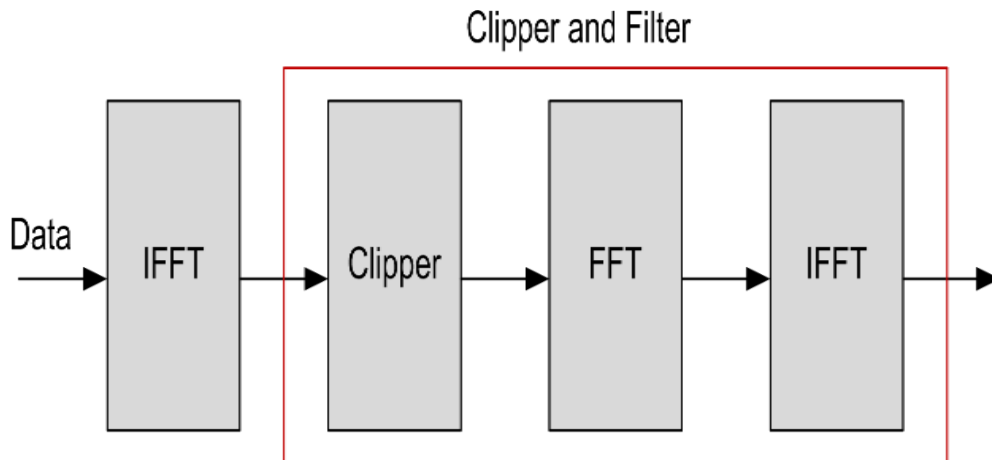 Clipper and Filter
Data
IFFT
Clipper
FFT
IFFT